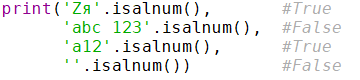 print('Zя'.isalnum(),       #True
      'abc 123'.isalnum(),  #False
      'a12'.isalnum(),      #True
      ''.isalnum())         #False